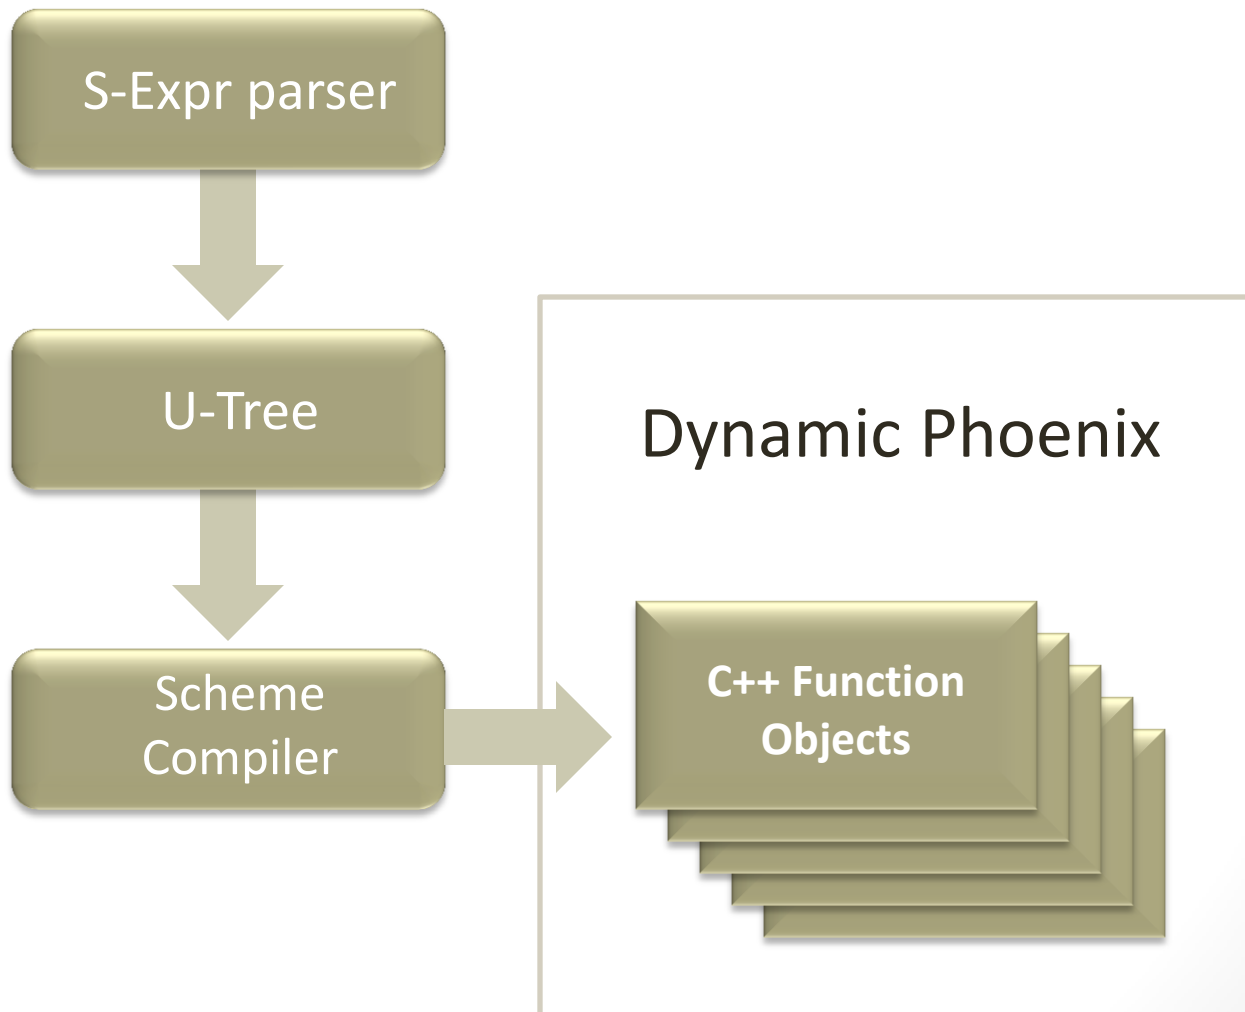 S-Expr parser
U-Tree
Dynamic Phoenix
Scheme
Compiler
C++ Function
Objects